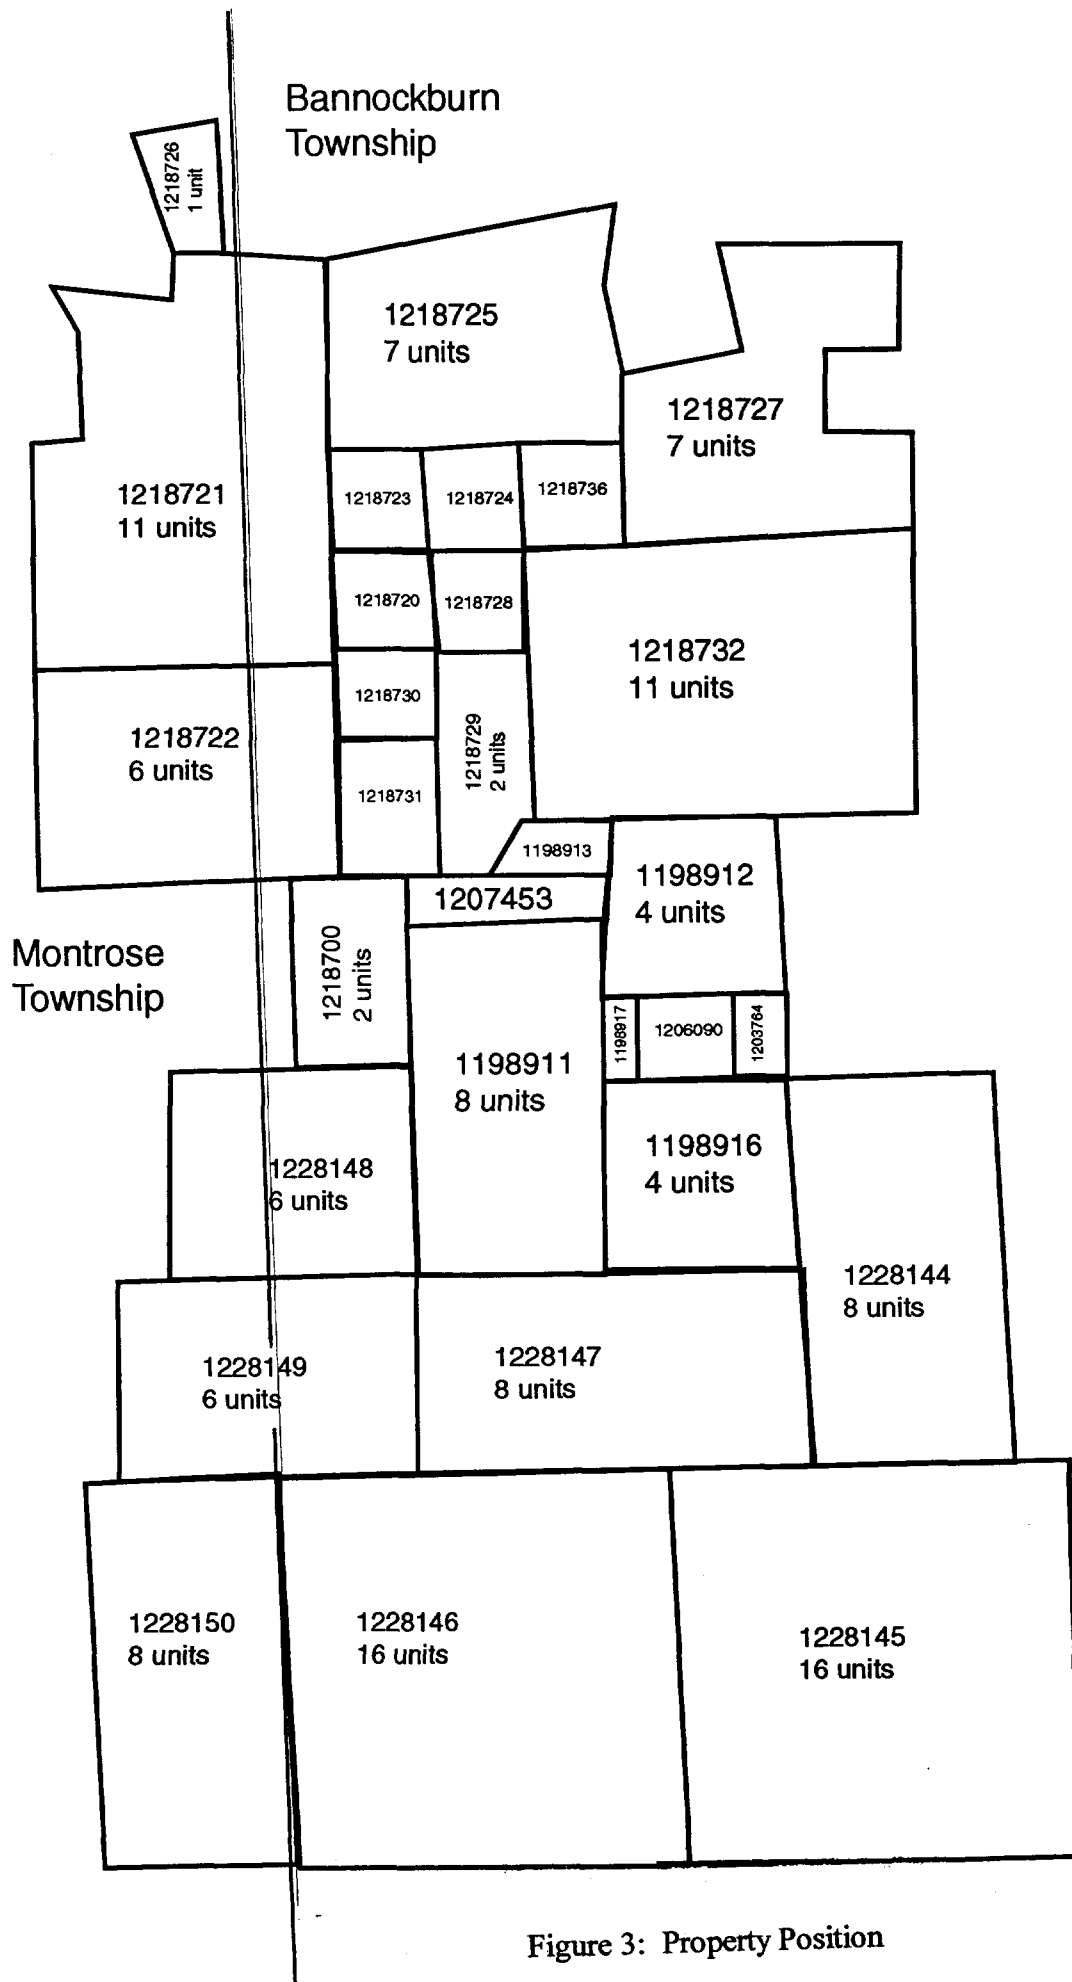 Bannockburn
Township
1218726
1 unit
1218725
7 units
1218727
7 units
1218721
11 units
1218723
1218724
1218736
1218720
1218728
1218732
11 units
1218730
1218729
2 units
1218722
6 units
1218731
1198913
1207453
1198912
4 units
Montrose
Township
1218700
2 units
1198917
1206090
1203764
1198911
8 units
1198916
4 units
1228148
6 units
1228144
8 units
1228149
6 units
1228147
8 units
1228150
8 units
1228146
16 units
1228145
16 units
Figure 3: Property Position